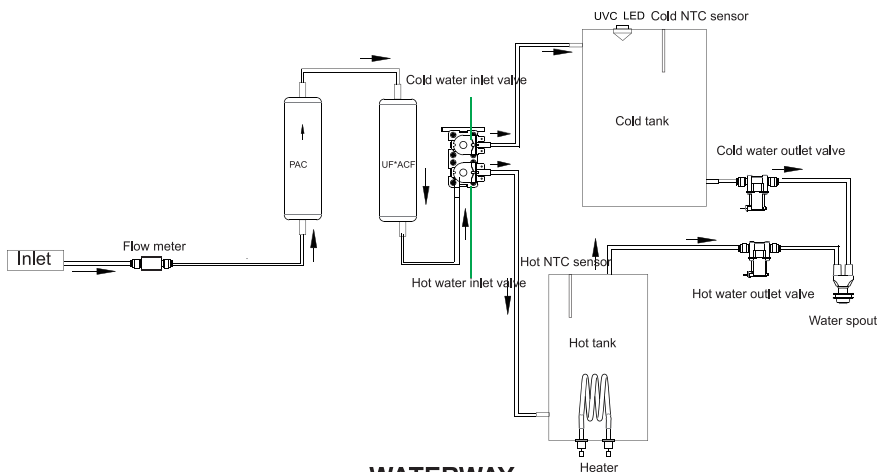 UVC LED
Cold NTC sensor
Cold water inlet valve
Cold tank
PAC
UF*ACF
Cold water outlet valve
Inlet
Flow meter
Hot NTC sensor
Hot water inlet valve
Hot water outlet valve
Water spout
Hot tank
WATERWAY
Heater